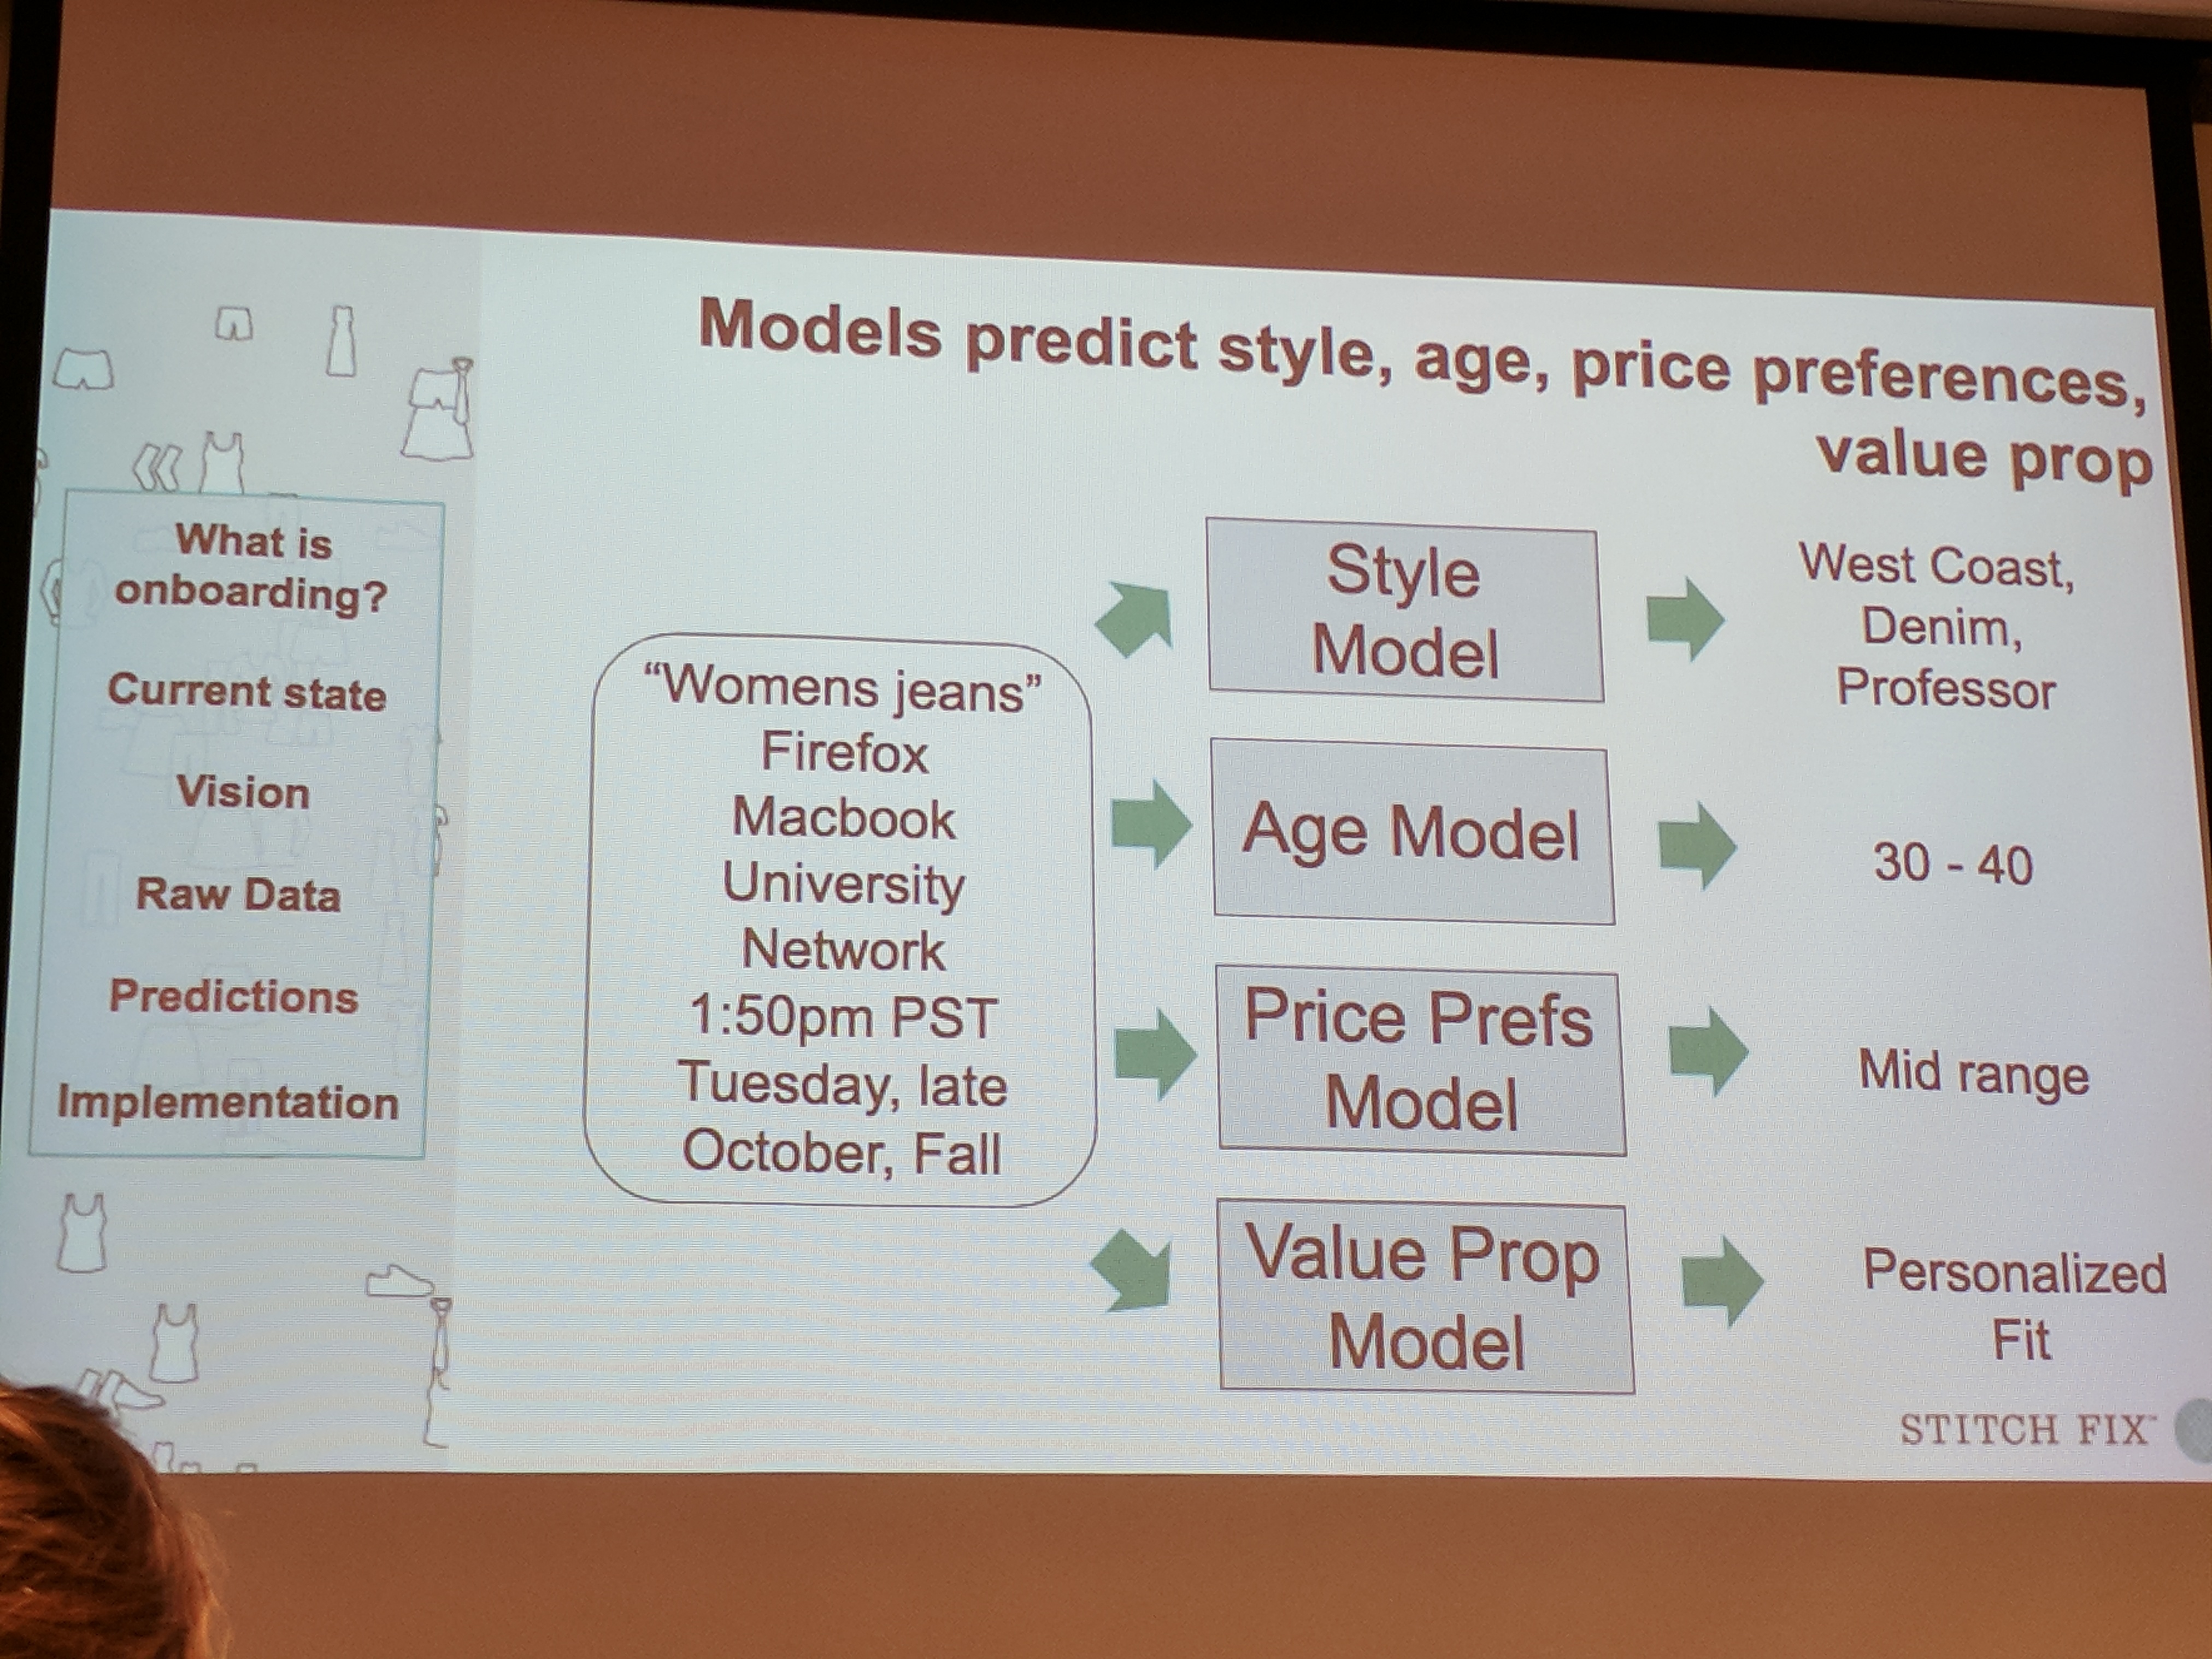 Models predict style, age, price preferences,
value prop
What is
onboarding?
Current state
Vision
Raw Data
Predictions
Implementation
“Womens jeans”
Firefox
Macbook
University
Network
1:50pm PST
Tuesday, late
October, Fall
Style
Model
West Coast,
Denim,
Professor
Age Model
30 - 40
Price Prefs
Model
Mid range
Value Prop
Model
Personalized
Fit
STITCH FIX™